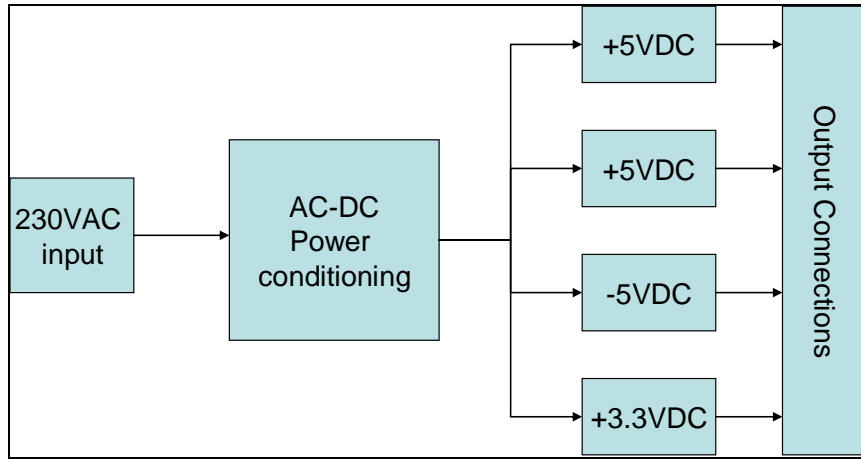 230VAC
input
AC-DC
Power
conditioning
+5VDC
+5VDC
-5VDC
+3.3VDC
Output Connections